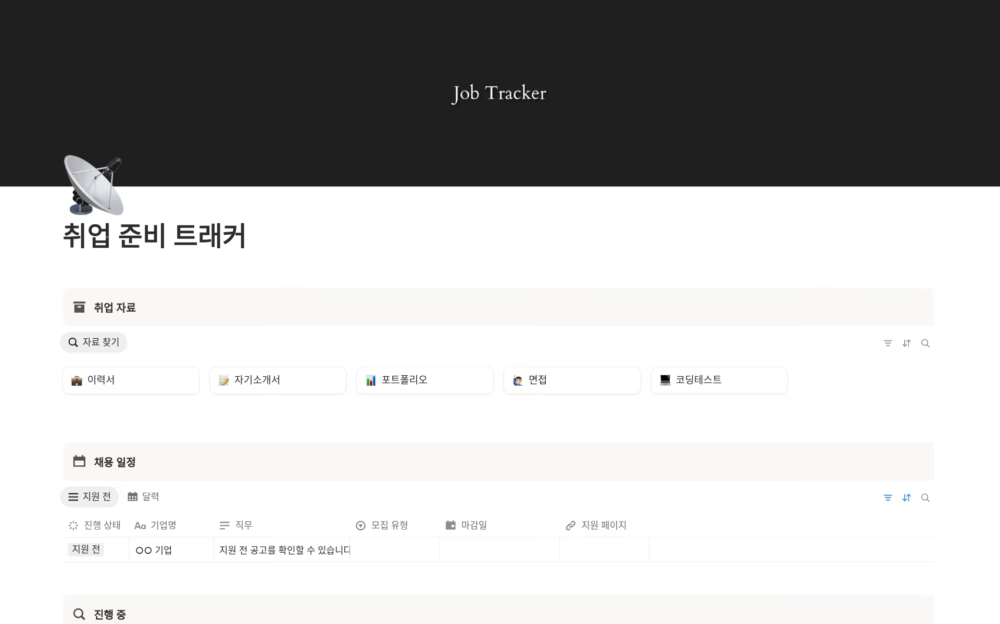 Job Tracker
취업 준비 트래커
취업 자료
자료 찾기
이력서 자기소개서 포트폴리오 면접 코딩테스트
채용 일정
지원 전 달력
진행 상태 Aa 기업명 직무 모집 유형 마감일 지원 페이지
지원 전 ㅇㅇ 기업 지원 전 공고를 확인할 수 있습니다
진행 중